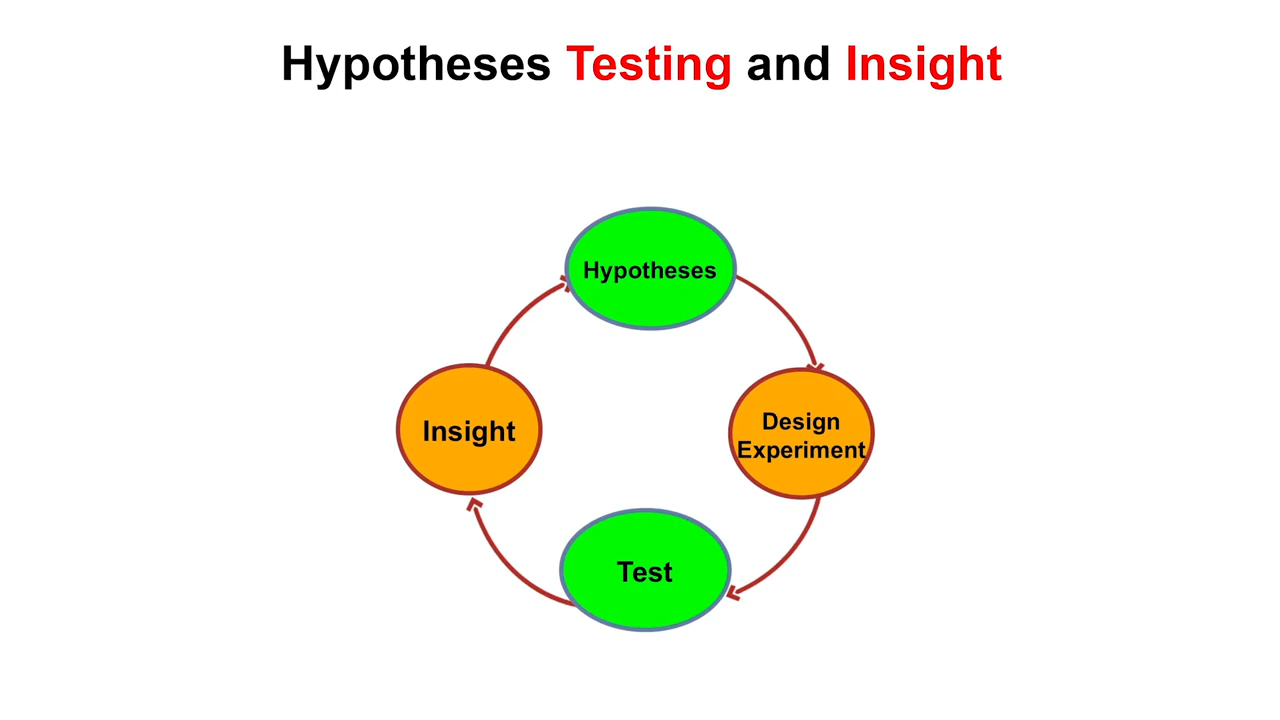 Hypotheses Testing and Insight
Hypotheses
Insight
Design
Experiment
Test